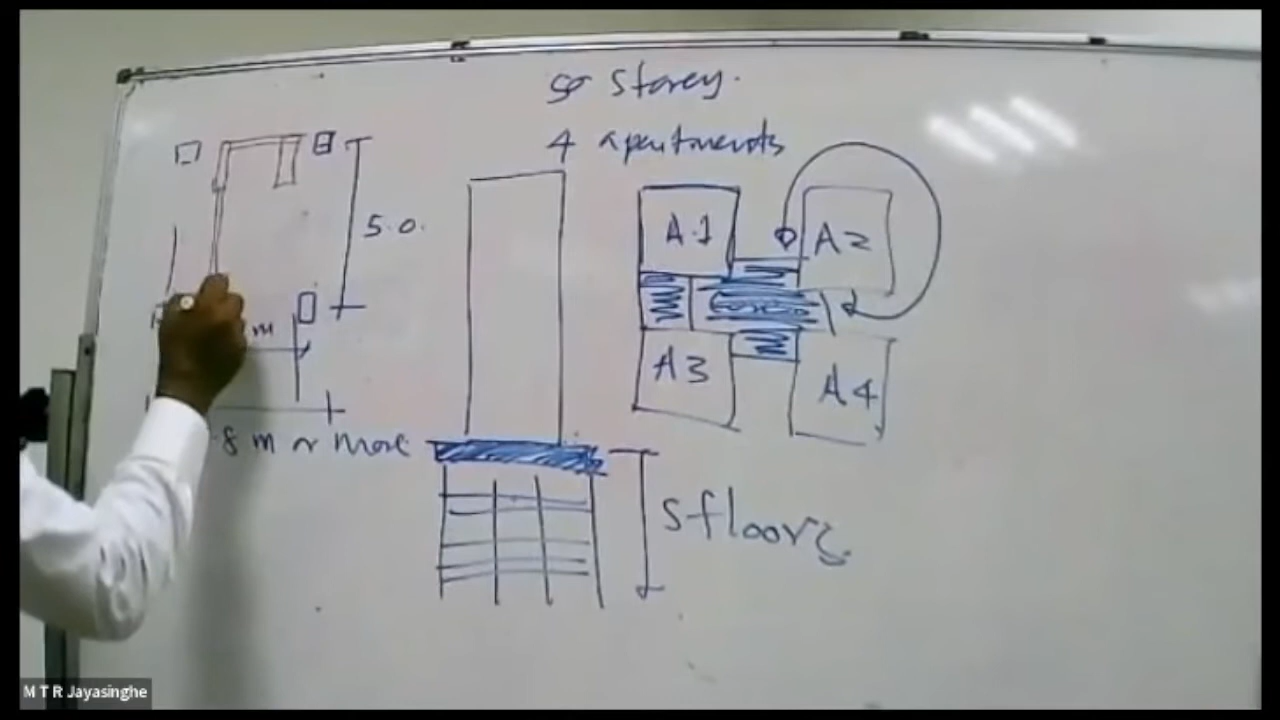 50 storey.
4 apartments
5.0.
A1
A2
m
A3
A4
8 m or more
5 floors.
M T R Jayasinghe